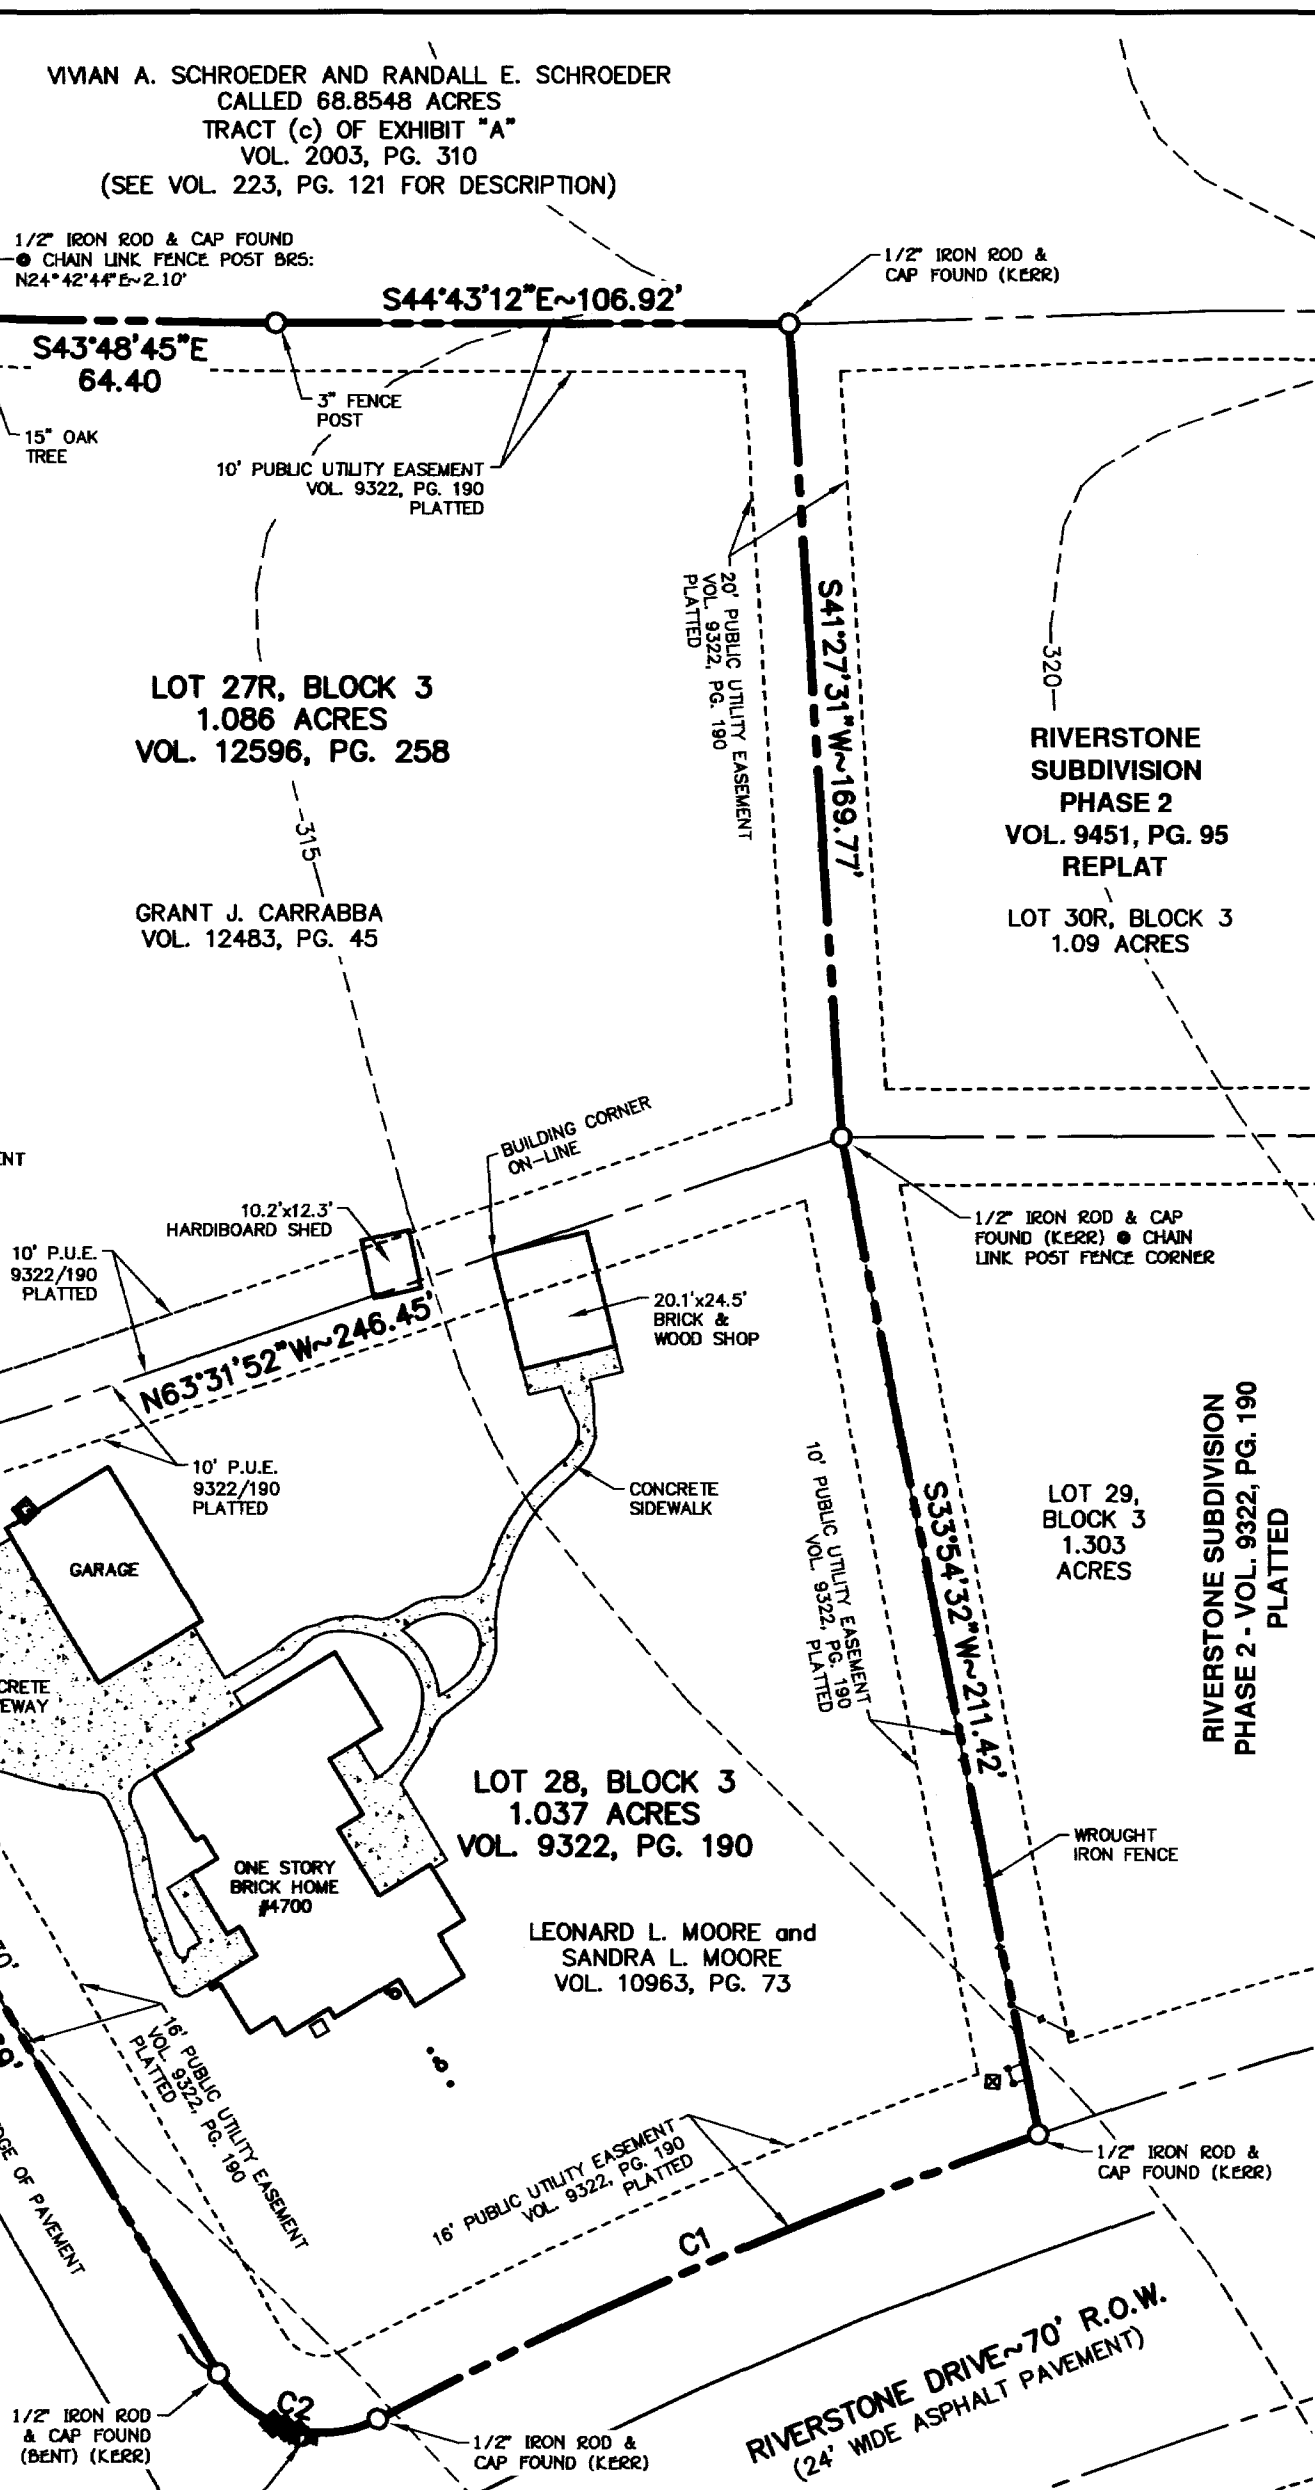 VIVIAN A. SCHROEDER AND RANDALL E. SCHROEDER
CALLED 68.8548 ACRES
TRACT (c) OF EXHIBIT "A"
VOL. 2003, PG. 310
(SEE VOL. 223, PG. 121 FOR DESCRIPTION)
1/2" IRON ROD & CAP FOUND
@ CHAIN LINK FENCE POST BRS:
N24°42'44"E~2.10'
1/2" IRON ROD &
CAP FOUND (KERR)
S44°43'12"E~106.92'
S43°48'45"E
64.40
3" FENCE
POST
15" OAK
TREE
10' PUBLIC UTILITY EASEMENT
VOL. 9322, PG. 190
PLATTED
20' PUBLIC UTILITY EASEMENT
VOL. 9322, PG. 190
PLATTED
S41°27'31"W~169.77'
320
LOT 27R, BLOCK 3
1.086 ACRES
VOL. 12596, PG. 258
RIVERSTONE
SUBDIVISION
PHASE 2
VOL. 9451, PG. 95
REPLAT
315
GRANT J. CARRABBA
VOL. 12483, PG. 45
LOT 30R, BLOCK 3
1.09 ACRES
BUILDING CORNER
ON-LINE
10.2'x12.3'
HARDIBOARD SHED
1/2" IRON ROD & CAP
FOUND (KERR) @ CHAIN
LINK POST FENCE CORNER
10' P.U.E.
9322/190
PLATTED
20.1'x24.5'
BRICK &
WOOD SHOP
N63°31'52"W~246.45'
10' P.U.E.
9322/190
PLATTED
CONCRETE
SIDEWALK
GARAGE
10' PUBLIC UTILITY EASEMENT
VOL. 9322, PG. 190
PLATTED
S33°54'32"W~211.42'
LOT 29,
BLOCK 3
1.303
ACRES
RIVERSTONE SUBDIVISION
PHASE 2 - VOL. 9322, PG. 190
PLATTED
CRETE
EWAY
LOT 28, BLOCK 3
1.037 ACRES
VOL. 9322, PG. 190
WROUGHT
IRON FENCE
ONE STORY
BRICK HOME
#4700
LEONARD L. MOORE and
SANDRA L. MOORE
VOL. 10963, PG. 73
16' PUBLIC UTILITY EASEMENT
VOL. 9322, PG. 190
PLATTED
16' PUBLIC UTILITY EASEMENT
VOL. 9322, PG. 190
PLATTED
OF PAVEMENT
1/2" IRON ROD &
CAP FOUND (KERR)
C1
RIVERSTONE DRIVE~70' R.O.W.
(24' WIDE ASPHALT PAVEMENT)
C2
1/2" IRON ROD
& CAP FOUND
(BENT) (KERR)
1/2" IRON ROD &
CAP FOUND (KERR)